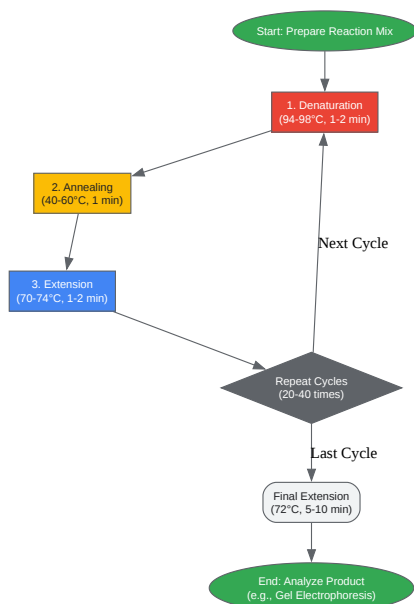 Start: Prepare Reaction Mix
1. Denaturation
(94-98°C, 1-2 min)
2. Annealing
(40-60°C, 1 min)
Next Cycle
3. Extension
(70-74°C, 1-2 min)
Repeat Cycles
(20-40 times)
Last Cycle
Final Extension
(72°C, 5-10 min)
End: Analyze Product
(e.g., Gel Electrophoresis)